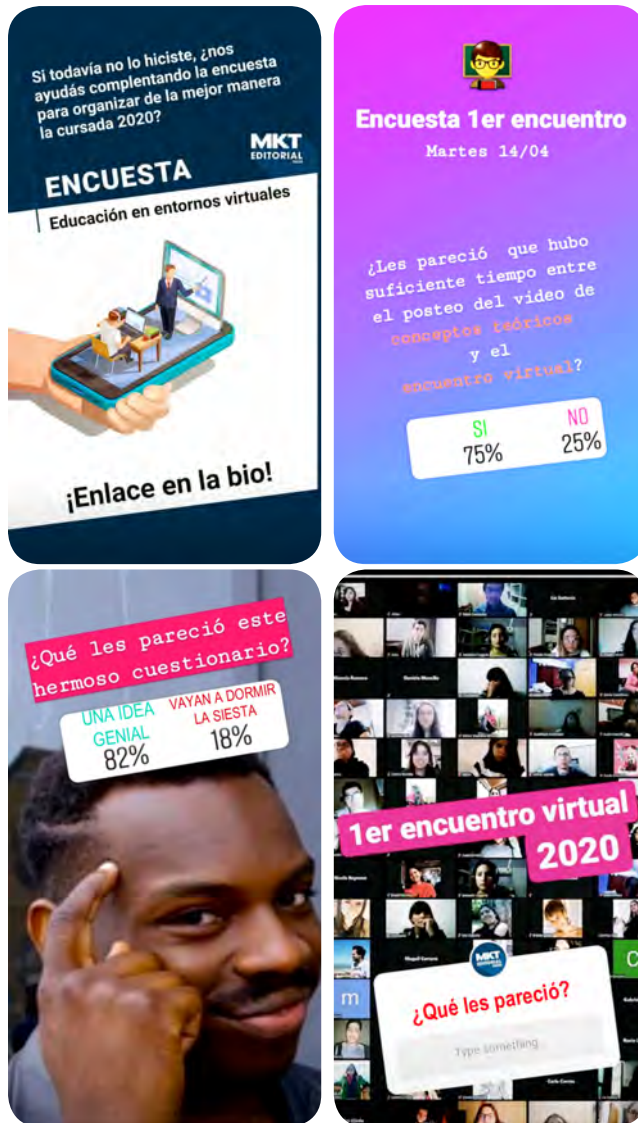 Si todavía no lo hiciste, ¿nos
ayudás complentando la encuesta
para organizar de la mejor manera
la cursada 2020?
MKT
EDITORIAL
ENCUESTA
Educación en entornos virtuales
¡Enlace en la bio!
Encuesta 1er encuentro
Martes 14/04
¿Les pareció que hubo
suficiente tiempo entre
el posteo del video de
conceptos teóricos
y el
encuentro virtual?
SI NO
75% 25%
¿Qué les pareció este
hermoso cuestionario?
UNA IDEA
GENIAL
82%
VAYAN A DORMIR
LA SIESTA
18%
1er encuentro virtual
2020
MKT
EDITORIAL
m
C
¿Qué les pareció?
Type something